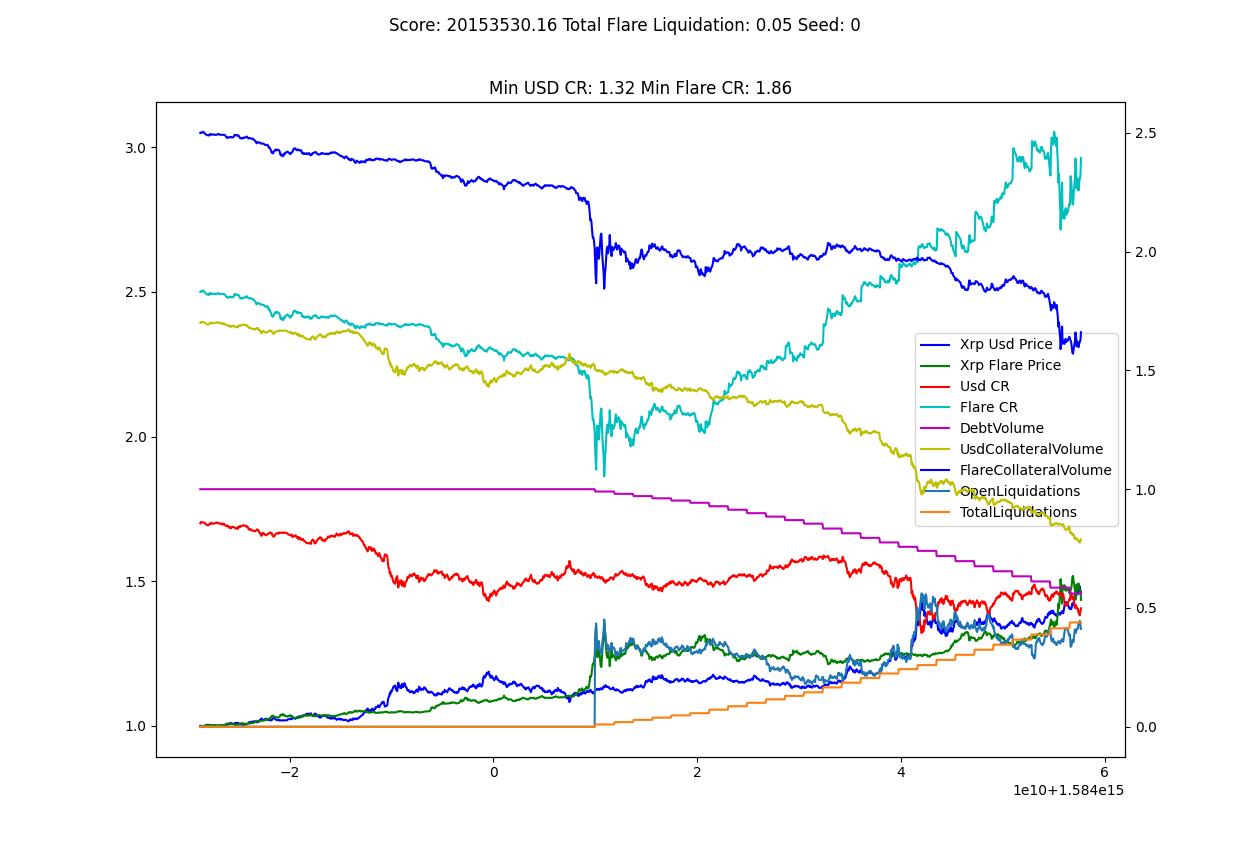 Score: 20153530.16 Total Flare Liquidation: 0.05 Seed: 0
Min USD CR: 1.32 Min Flare CR: 1.86
3.0
2.5
2.0
1.5
1.0
2.5
2.0
1.5
1.0
0.5
0.0
Xrp Usd Price
Xrp Flare Price
Usd CR
Flare CR
DebtVolume
UsdCollateralVolume
FlareCollateralVolume
OpenLiquidations
TotalLiquidations
−2 0 2 4 6
1e10+1.584e15